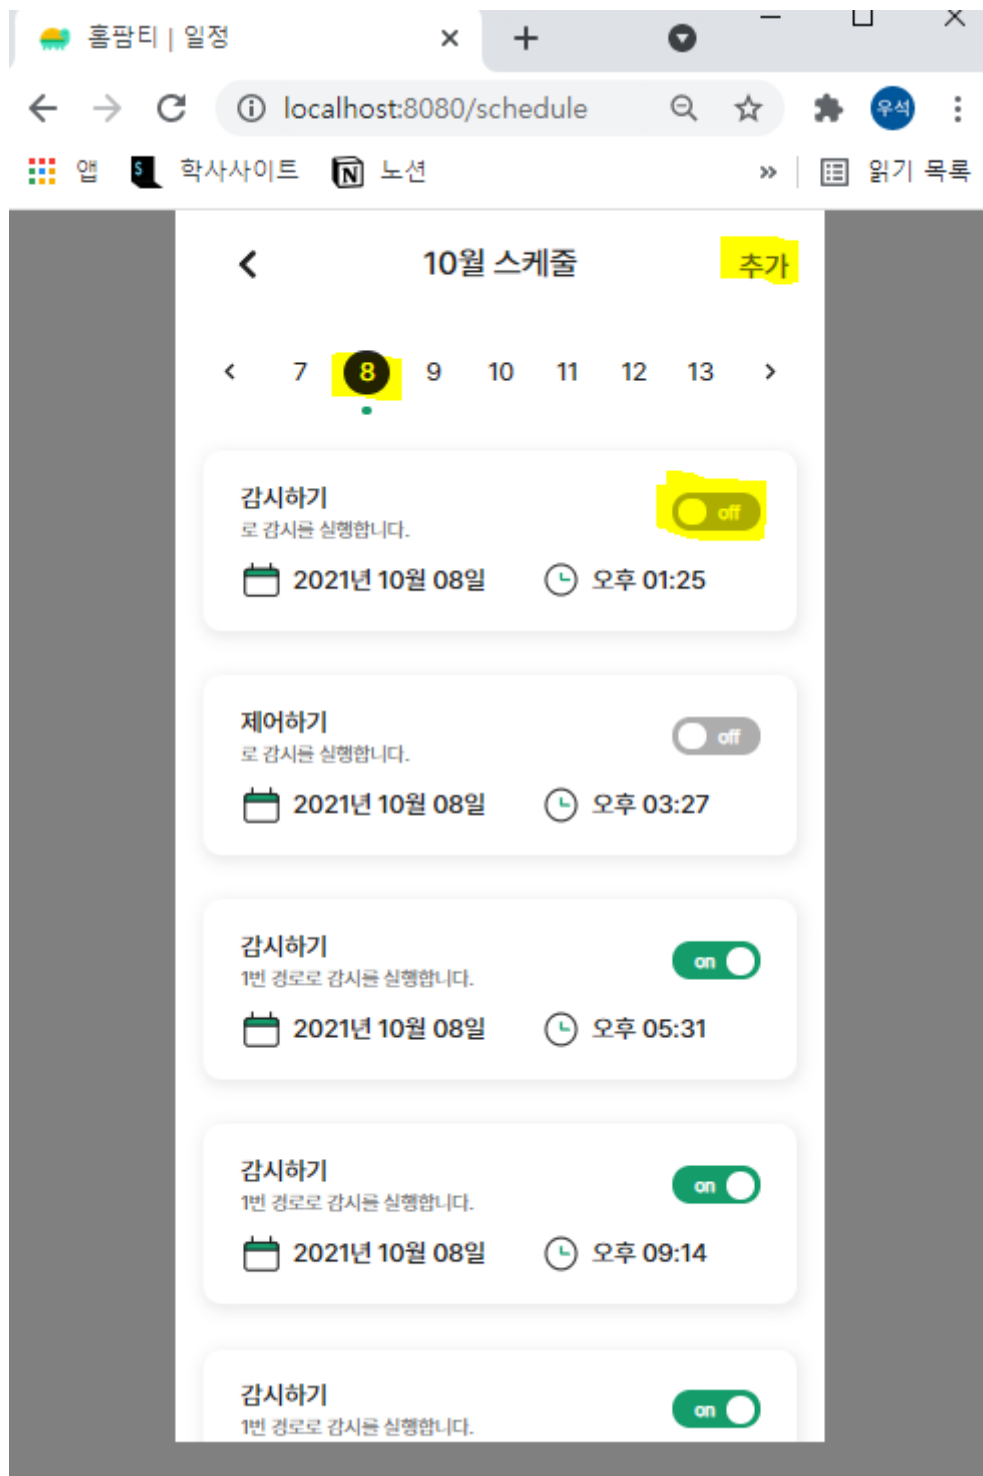 홈팜티 | 일정
localhost:8080/schedule
우석
앱 학사사이트 노션 » 읽기 목록
10월 스케줄 추가
7 8 9 10 11 12 13
감시하기
off
로 감시를 실행합니다.
2021년 10월 08일 오후 01:25
제어하기
off
로 감시를 실행합니다.
2021년 10월 08일 오후 03:27
감시하기
on
1번 경로로 감시를 실행합니다.
2021년 10월 08일 오후 05:31
감시하기
on
1번 경로로 감시를 실행합니다.
2021년 10월 08일 오후 09:14
감시하기
on
1번 경로로 감시를 실행합니다.